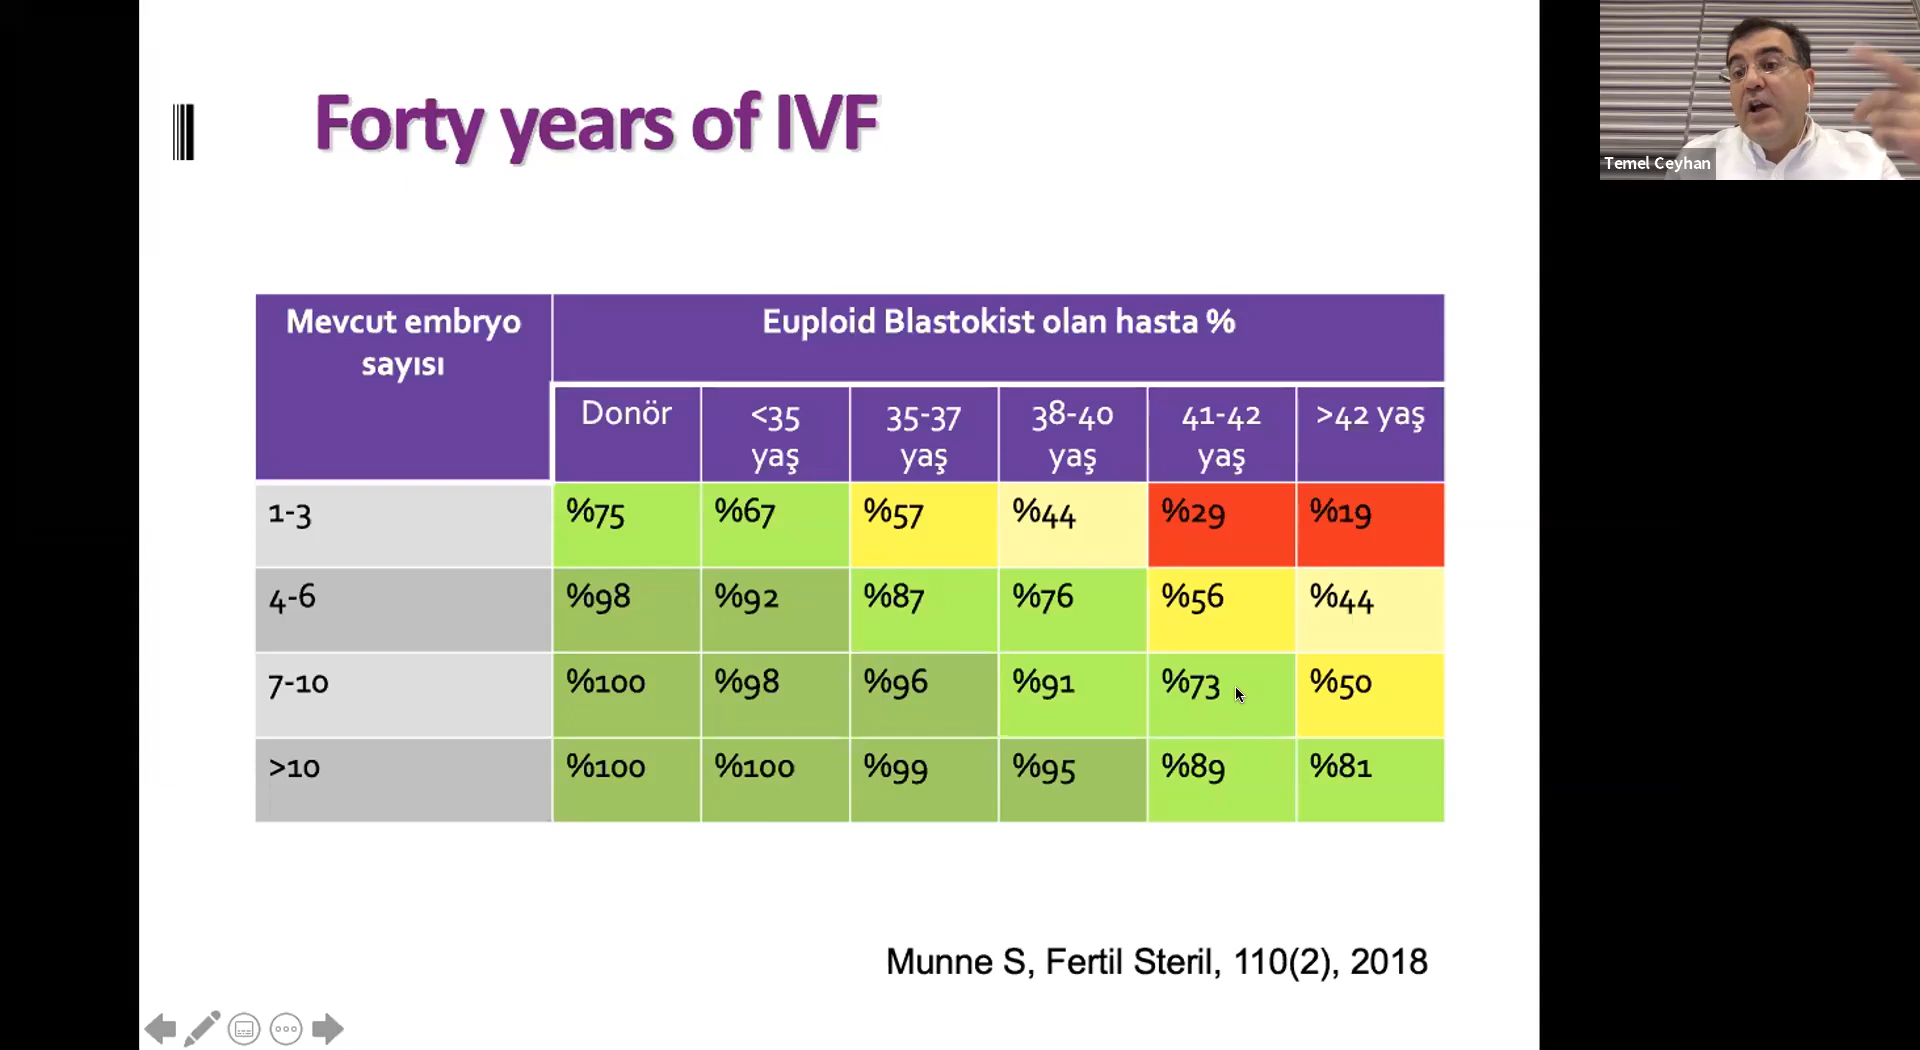 Forty years of IVF
Temel Ceyhan
Mevcut embryo
sayısı
Euploid Blastokist olan hasta %
Donör
<35
yaş
35-37
yaş
38-40
yaş
41-42
yaş
>42 yaş
1-3 %75 %67 %57 %44 %29 %19
4-6 %98 %92 %87 %76 %56 %44
7-10 %100 %98 %96 %91 %73 %50
>10 %100 %100 %99 %95 %89 %81
Munne S, Fertil Steril, 110(2), 2018